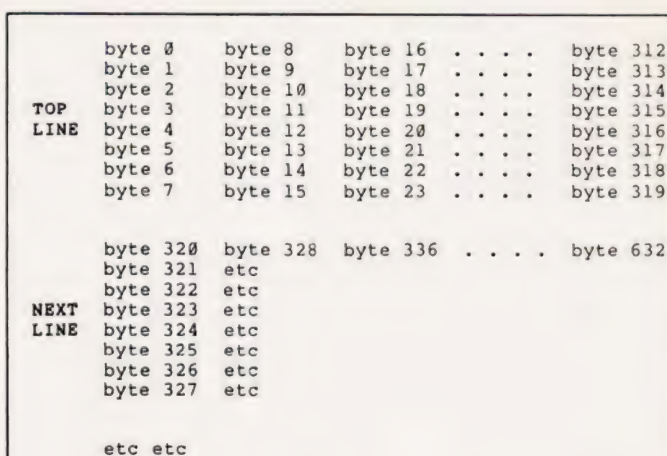 byte 0 byte 8 byte 16 . . . . byte 312
byte 1 byte 9 byte 17 . . . . byte 313
byte 2 byte 10 byte 18 . . . . byte 314
TOP byte 3 byte 11 byte 19 . . . . byte 315
LINE byte 4 byte 12 byte 20 . . . . byte 316
byte 5 byte 13 byte 21 . . . . byte 317
byte 6 byte 14 byte 22 . . . . byte 318
byte 7 byte 15 byte 23 . . . . byte 319
byte 320 byte 328 byte 336 . . . . byte 632
byte 321 etc
byte 322 etc
NEXT byte 323 etc
LINE byte 324 etc
byte 325 etc
byte 326 etc
byte 327 etc
etc etc